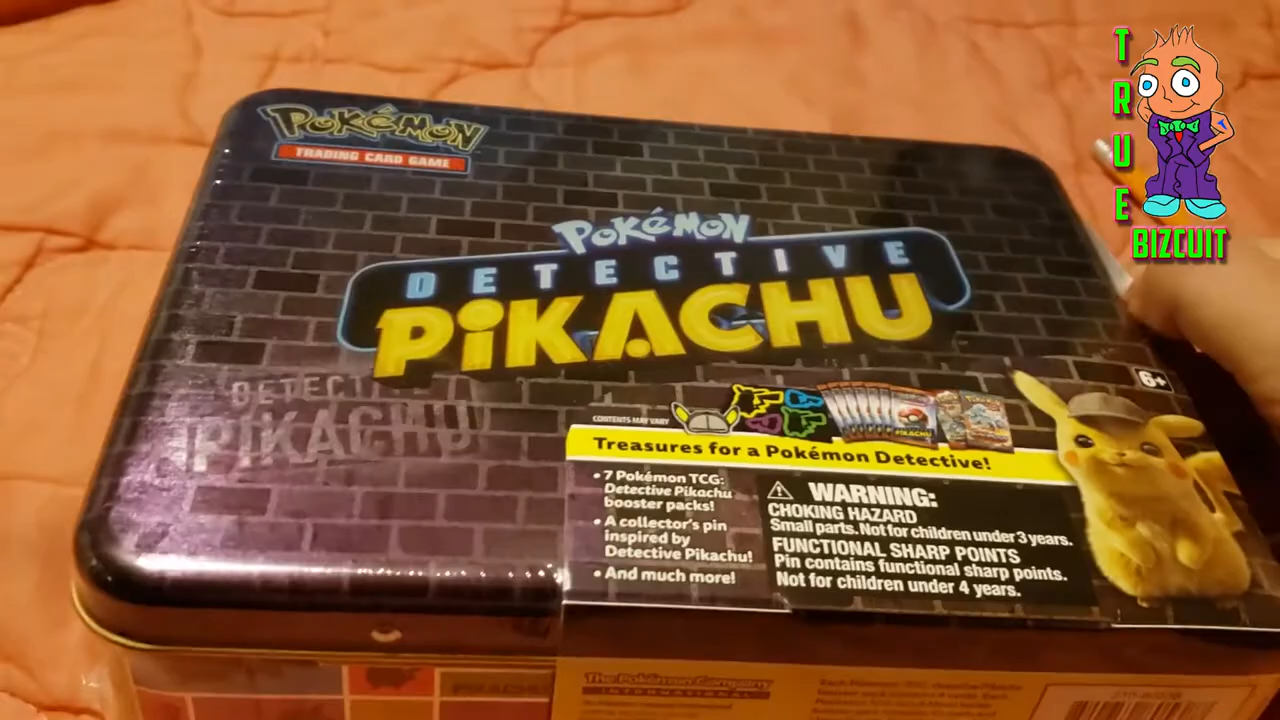 POKéMON
TRADING CARD GAME
TRUE
BIZCUIT
POKéMON
DETECTIVE
PiKACHU
DETECTIVE
PIKACHU
6+
CONTENTS MAY VARY
PIKACHU
Treasures for a Pokémon Detective!
• 7 Pokémon TCG:
Detective Pikachu
booster packs!
• A collector's pin
inspired by
Detective Pikachu!
• And much more!
WARNING:
CHOKING HAZARD
Small parts. Not for children under 3 years.
FUNCTIONAL SHARP POINTS
Pin contains functional sharp points.
Not for children under 4 years.
PIKACHU
The Pokémon Company
INTERNATIONAL